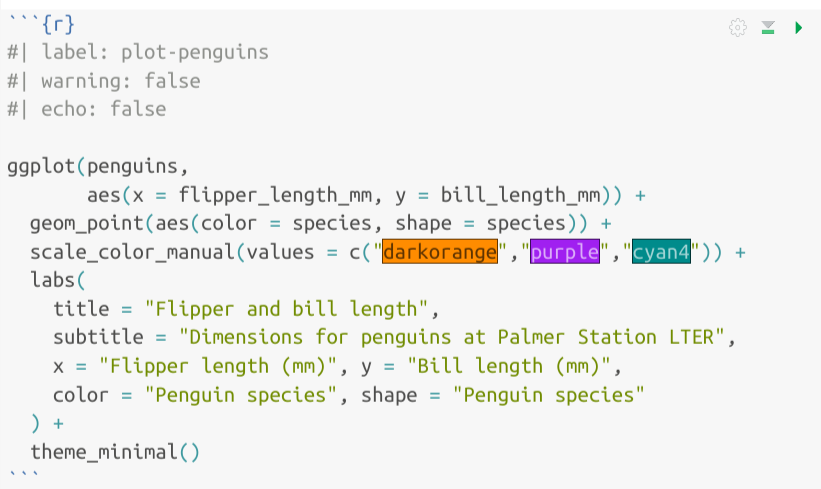 ```{r}
#| label: plot-penguins
#| warning: false
#| echo: false

ggplot(penguins,
       aes(x = flipper_length_mm, y = bill_length_mm)) +
  geom_point(aes(color = species, shape = species)) +
  scale_color_manual(values = c("darkorange","purple","cyan4")) +
  labs(
    title = "Flipper and bill length",
    subtitle = "Dimensions for penguins at Palmer Station LTER",
    x = "Flipper length (mm)", y = "Bill length (mm)",
    color = "Penguin species", shape = "Penguin species"
  ) +
  theme_minimal()
```